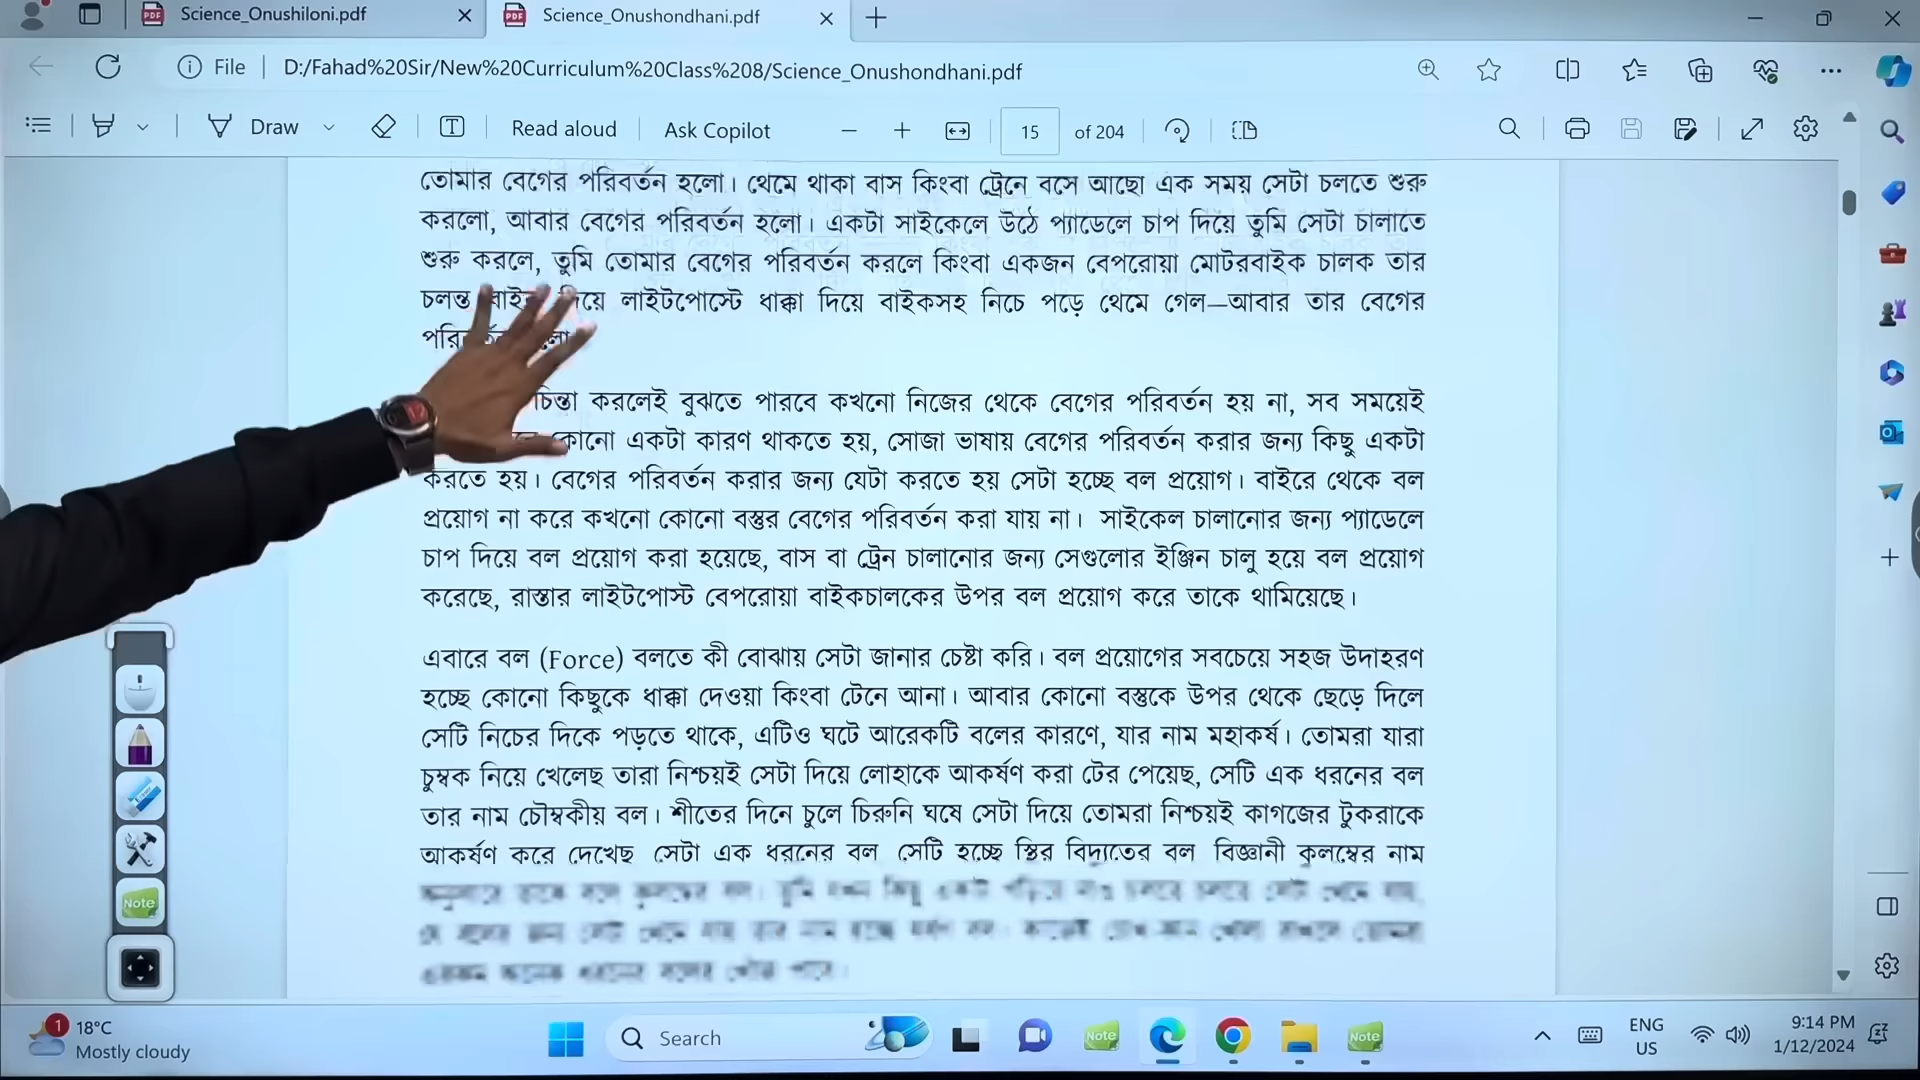 Science_Onushiloni.pdf
Science_Onushondhani.pdf
File
D:/Fahad%20Sir/New%20Curriculum%20Class%208/Science_Onushondhani.pdf
Draw
Read aloud
Ask Copilot
15
of 204
তোমার বেগের পরিবর্তন হলো। থেমে থাকা বাস কিংবা ট্রেনে বসে আছো এক সময় সেটা চলতে শুরু
করলো, আবার বেগের পরিবর্তন হলো। একটা সাইকেলে উঠে প্যাডেলে চাপ দিয়ে তুমি সেটা চালাতে
শুরু করলে, তুমি তোমার বেগের পরিবর্তন করলে কিংবা একজন বেপরোয়া মোটরবাইক চালক তার
চলন্ত লাইটপোস্টে ধাক্কা দিয়ে বাইকসহ নিচে পড়ে থেমে গেল—আবার তার বেগের
চিন্তা করলেই বুঝতে পারবে কখনো নিজের থেকে বেগের পরিবর্তন হয় না, সব সময়েই
কোনো একটা কারণ থাকতে হয়, সোজা ভাষায় বেগের পরিবর্তন করার জন্য কিছু একটা
করতে হয়। বেগের পরিবর্তন করার জন্য যেটা করতে হয় সেটা হচ্ছে বল প্রয়োগ। বাইরে থেকে বল
প্রয়োগ না করে কখনো কোনো বস্তুর বেগের পরিবর্তন করা যায় না। সাইকেল চালানোর জন্য প্যাডেলে
চাপ দিয়ে বল প্রয়োগ করা হয়েছে, বাস বা ট্রেন চালানোর জন্য সেগুলোর ইঞ্জিন চালু হয়ে বল প্রয়োগ
করেছে, রাস্তার লাইটপোস্ট বেপরোয়া বাইকচালকের উপর বল প্রয়োগ করে তাকে থামিয়েছে।
এবারে বল (Force) বলতে কী বোঝায় সেটা জানার চেষ্টা করি। বল প্রয়োগের সবচেয়ে সহজ উদাহরণ
হচ্ছে কোনো কিছুকে ধাক্কা দেওয়া কিংবা টেনে আনা। আবার কোনো বস্তুকে উপর থেকে ছেড়ে দিলে
সেটি নিচের দিকে পড়তে থাকে, এটিও ঘটে আরেকটি বলের কারণে, যার নাম মহাকর্ষ। তোমরা যারা
চুম্বক নিয়ে খেলেছ তারা নিশ্চয়ই সেটা দিয়ে লোহাকে আকর্ষণ করা টের পেয়েছ, সেটি এক ধরনের বল
তার নাম চৌম্বকীয় বল। শীতের দিনে চুলে চিরুনি ঘষে সেটা দিয়ে তোমরা নিশ্চয়ই কাগজের টুকরাকে
আকর্ষণ করে দেখেছ সেটা এক ধরনের বল সেটি হচ্ছে স্থির বিদ্যুতের বল বিজ্ঞানী কুলম্বের নাম
Note
1
18°C
Mostly cloudy
Search
Note
Note
ENG
US
9:14 PM
1/12/2024